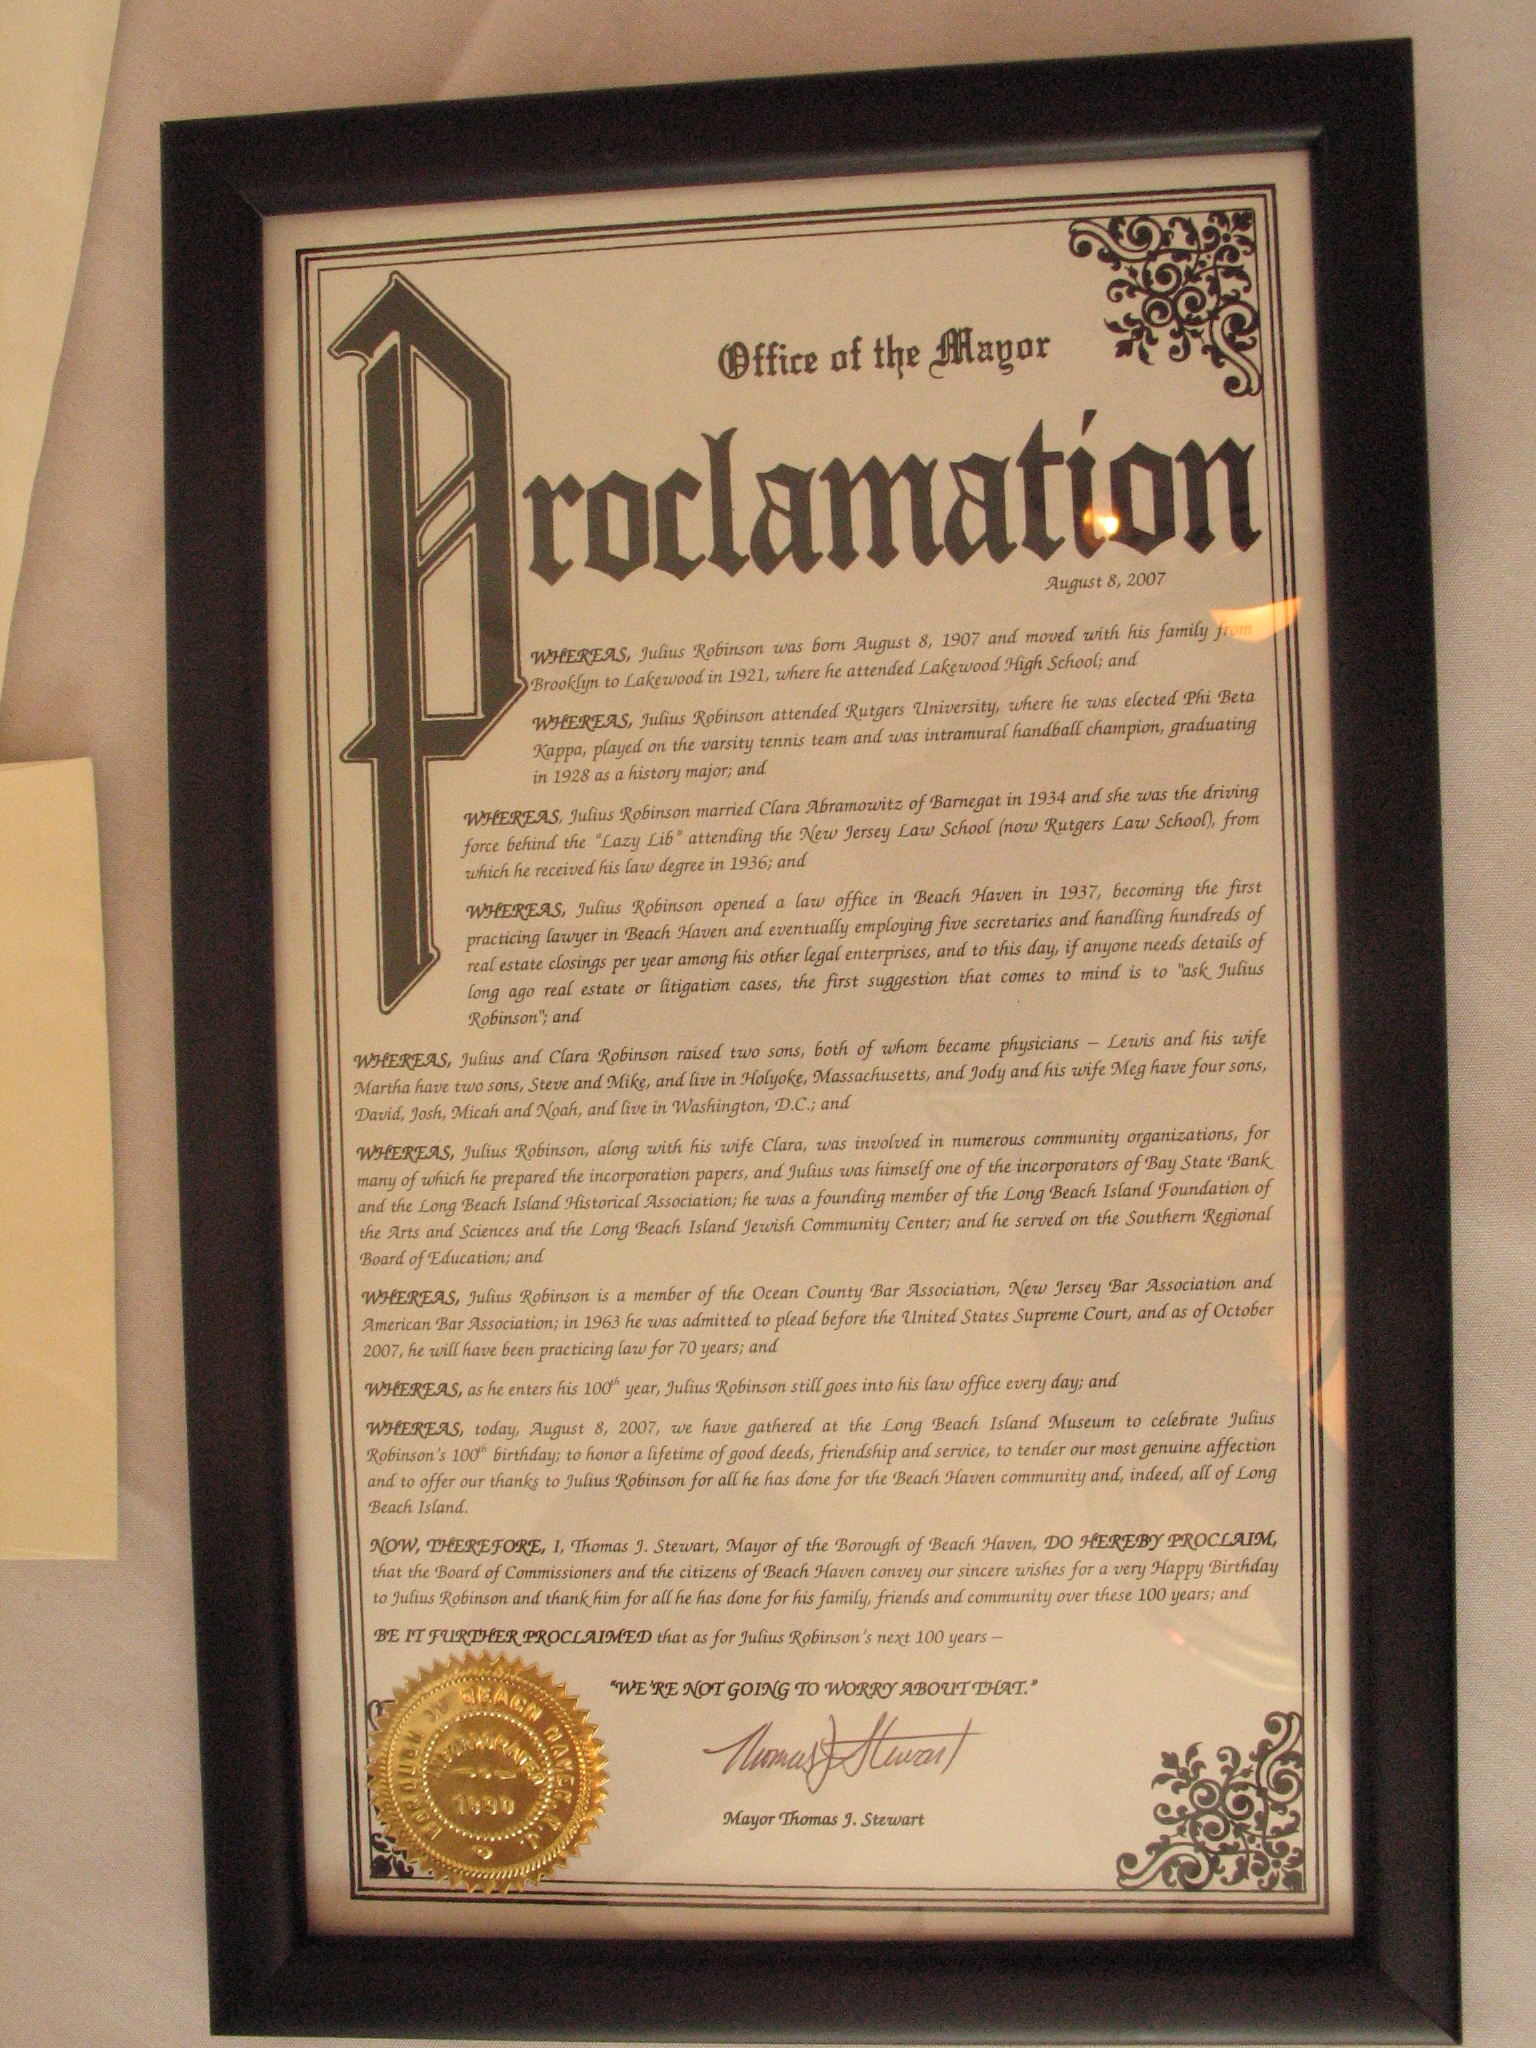 Office of the Mayor
Proclamation
August 8, 2007
WHEREAS, Julius Robinson was born August 8, 1907 and moved with his family from
Brooklyn to Lakewood in 1921, where he attended Lakewood High School; and
WHEREAS, Julius Robinson attended Rutgers University, where he was elected Phi Beta
Kappa, played on the varsity tennis team and was intramural handball champion, graduating
in 1928 as a history major; and
WHEREAS, Julius Robinson married Clara Abramowitz of Barnegat in 1934 and she was the driving
force behind the "Lazy Lib" attending the New Jersey Law School (now Rutgers Law School), from
which he received his law degree in 1936; and
WHEREAS, Julius Robinson opened a law office in Beach Haven in 1937, becoming the first
practicing lawyer in Beach Haven and eventually employing five secretaries and handling hundreds of
real estate closings per year among his other legal enterprises, and to this day, if anyone needs details of
long ago real estate or litigation cases, the first suggestion that comes to mind is to "ask Julius
Robinson"; and
WHEREAS, Julius and Clara Robinson raised two sons, both of whom became physicians – Lewis and his wife
Martha have two sons, Steve and Mike, and live in Holyoke, Massachusetts, and Jody and his wife Meg have four sons,
David, Josh, Micah and Noah, and live in Washington, D.C.; and
WHEREAS, Julius Robinson, along with his wife Clara, was involved in numerous community organizations, for
many of which he prepared the incorporation papers, and Julius was himself one of the incorporators of Bay State Bank
and the Long Beach Island Historical Association; he was a founding member of the Long Beach Island Foundation of
the Arts and Sciences and the Long Beach Island Jewish Community Center; and he served on the Southern Regional
Board of Education; and
WHEREAS, Julius Robinson is a member of the Ocean County Bar Association, New Jersey Bar Association and
American Bar Association; in 1963 he was admitted to plead before the United States Supreme Court, and as of October
2007, he will have been practicing law for 70 years; and
WHEREAS, as he enters his 100th year, Julius Robinson still goes into his law office every day; and
WHEREAS, today, August 8, 2007, we have gathered at the Long Beach Island Museum to celebrate Julius
Robinson's 100th birthday; to honor a lifetime of good deeds, friendship and service, to tender our most genuine affection
and to offer our thanks to Julius Robinson for all he has done for the Beach Haven community and, indeed, all of Long
Beach Island.
NOW, THEREFORE, I, Thomas J. Stewart, Mayor of the Borough of Beach Haven, DO HEREBY PROCLAIM,
that the Board of Commissioners and the citizens of Beach Haven convey our sincere wishes for a very Happy Birthday
to Julius Robinson and thank him for all he has done for his family, friends and community over these 100 years; and
BE IT FURTHER PROCLAIMED that as for Julius Robinson's next 100 years –
"WE'RE NOT GOING TO WORRY ABOUT THAT."
Thomas J Stewart
Mayor Thomas J. Stewart
BOROUGH OF BEACH HAVEN N.J.
INCORPORATED
1890